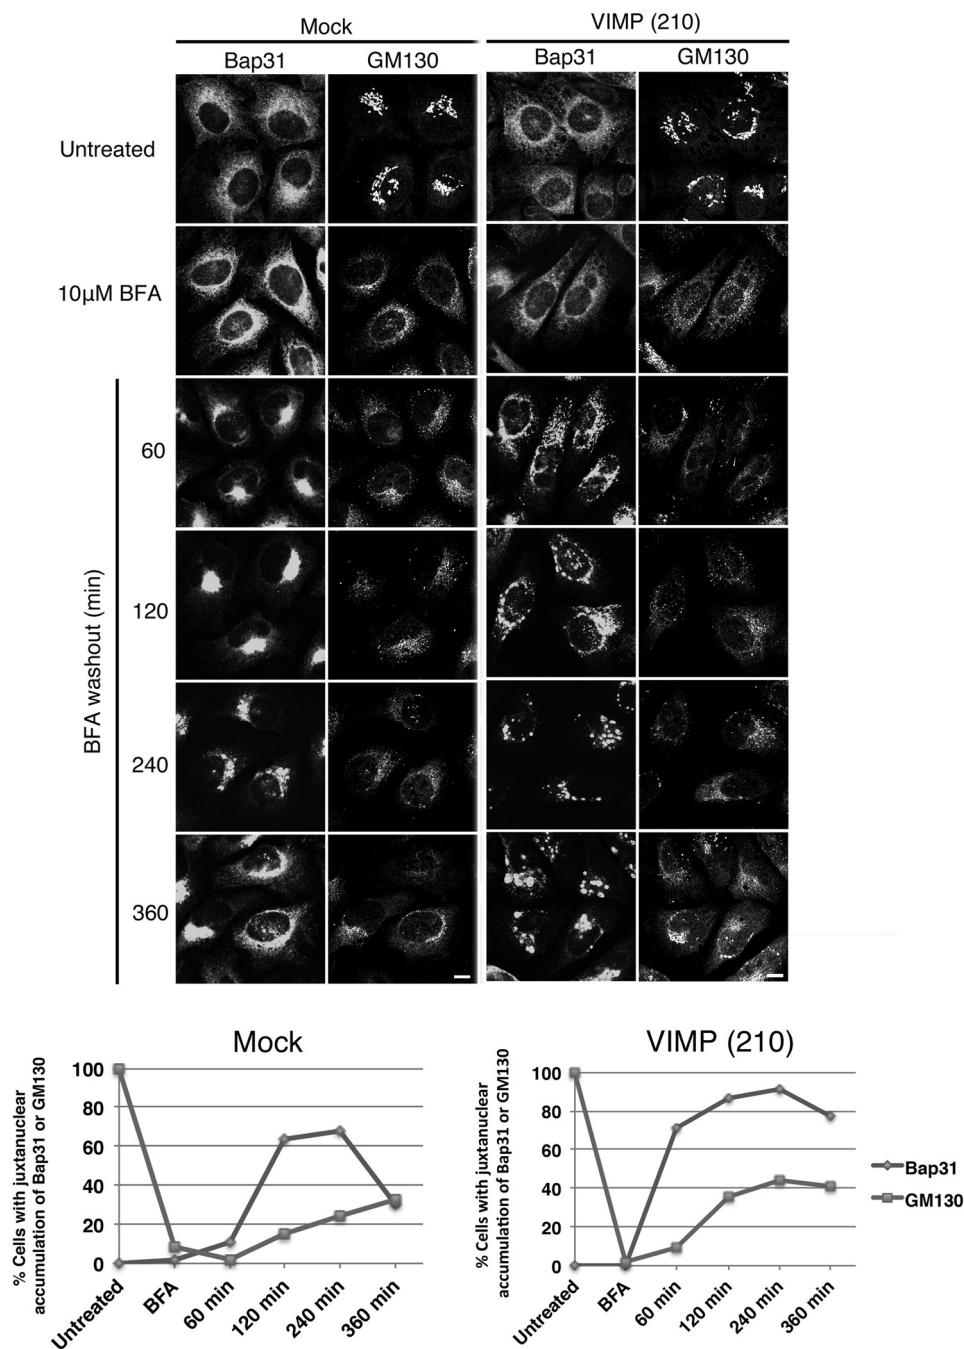 Mock
VIMP (210)
Bap31
GM130
Bap31
GM130
Untreated
10μM BFA
BFA washout (min)
60
120
240
360
Mock
% Cells with juxtanuclear
accumulation of Bap31 or GM130
100
80
60
40
20
0
Untreated
BFA
60 min
120 min
240 min
360 min
VIMP (210)
% Cells with juxtanuclear
accumulation of Bap31 or GM130
100
80
60
40
20
0
Untreated
BFA
60 min
120 min
240 min
360 min
Bap31
GM130